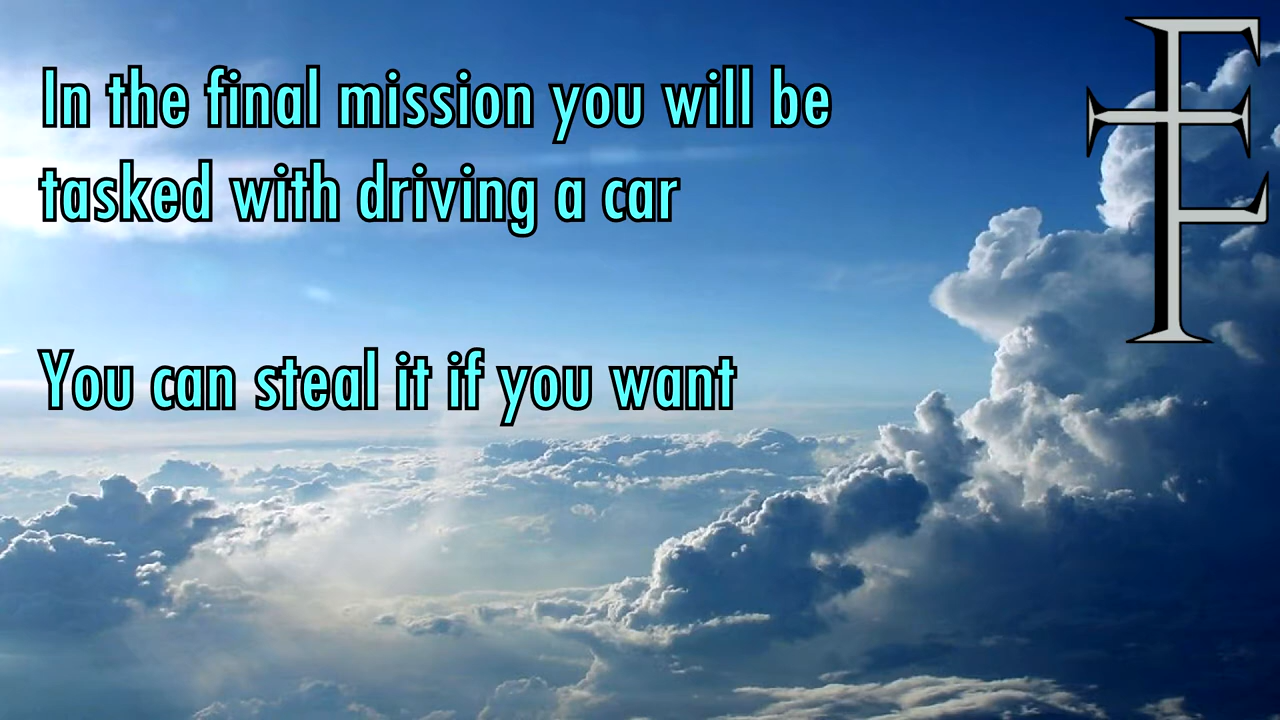 In the final mission you will be
tasked with driving a car
You can steal it if you want